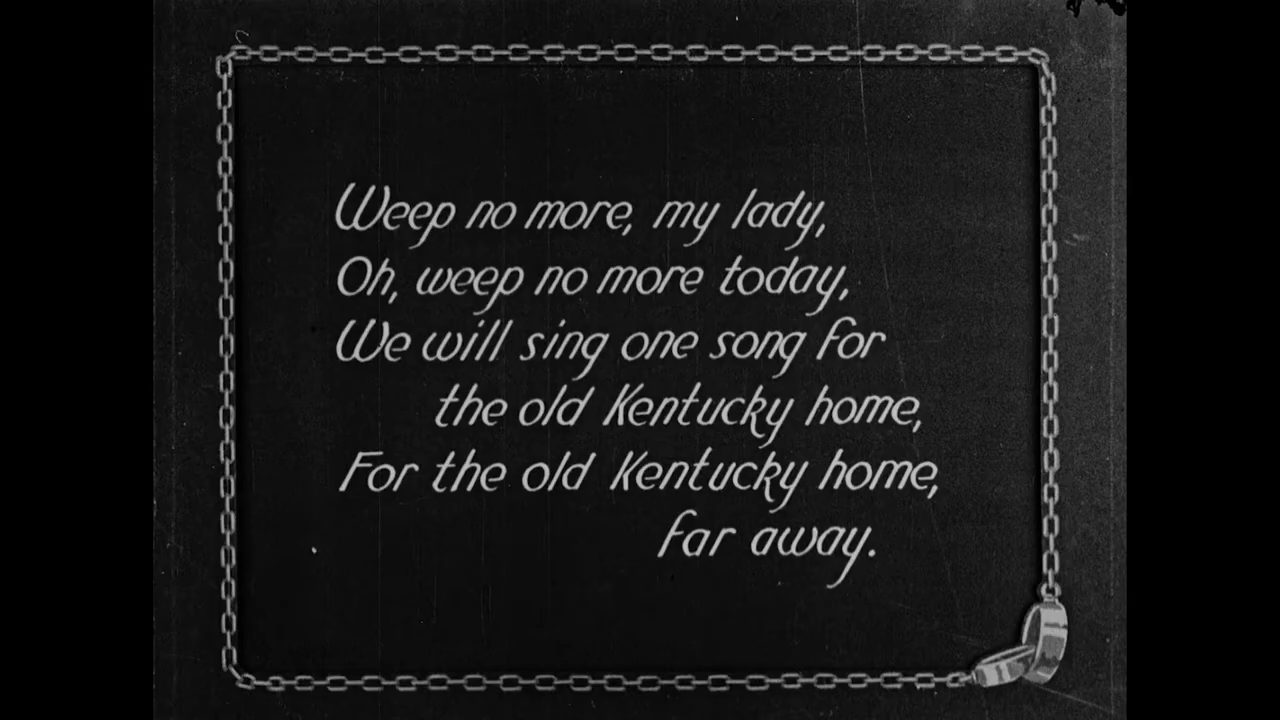 Weep no more, my lady,
Oh, weep no more today,
We will sing one song for
the old Kentucky home,
For the old Kentucky home,
far away.